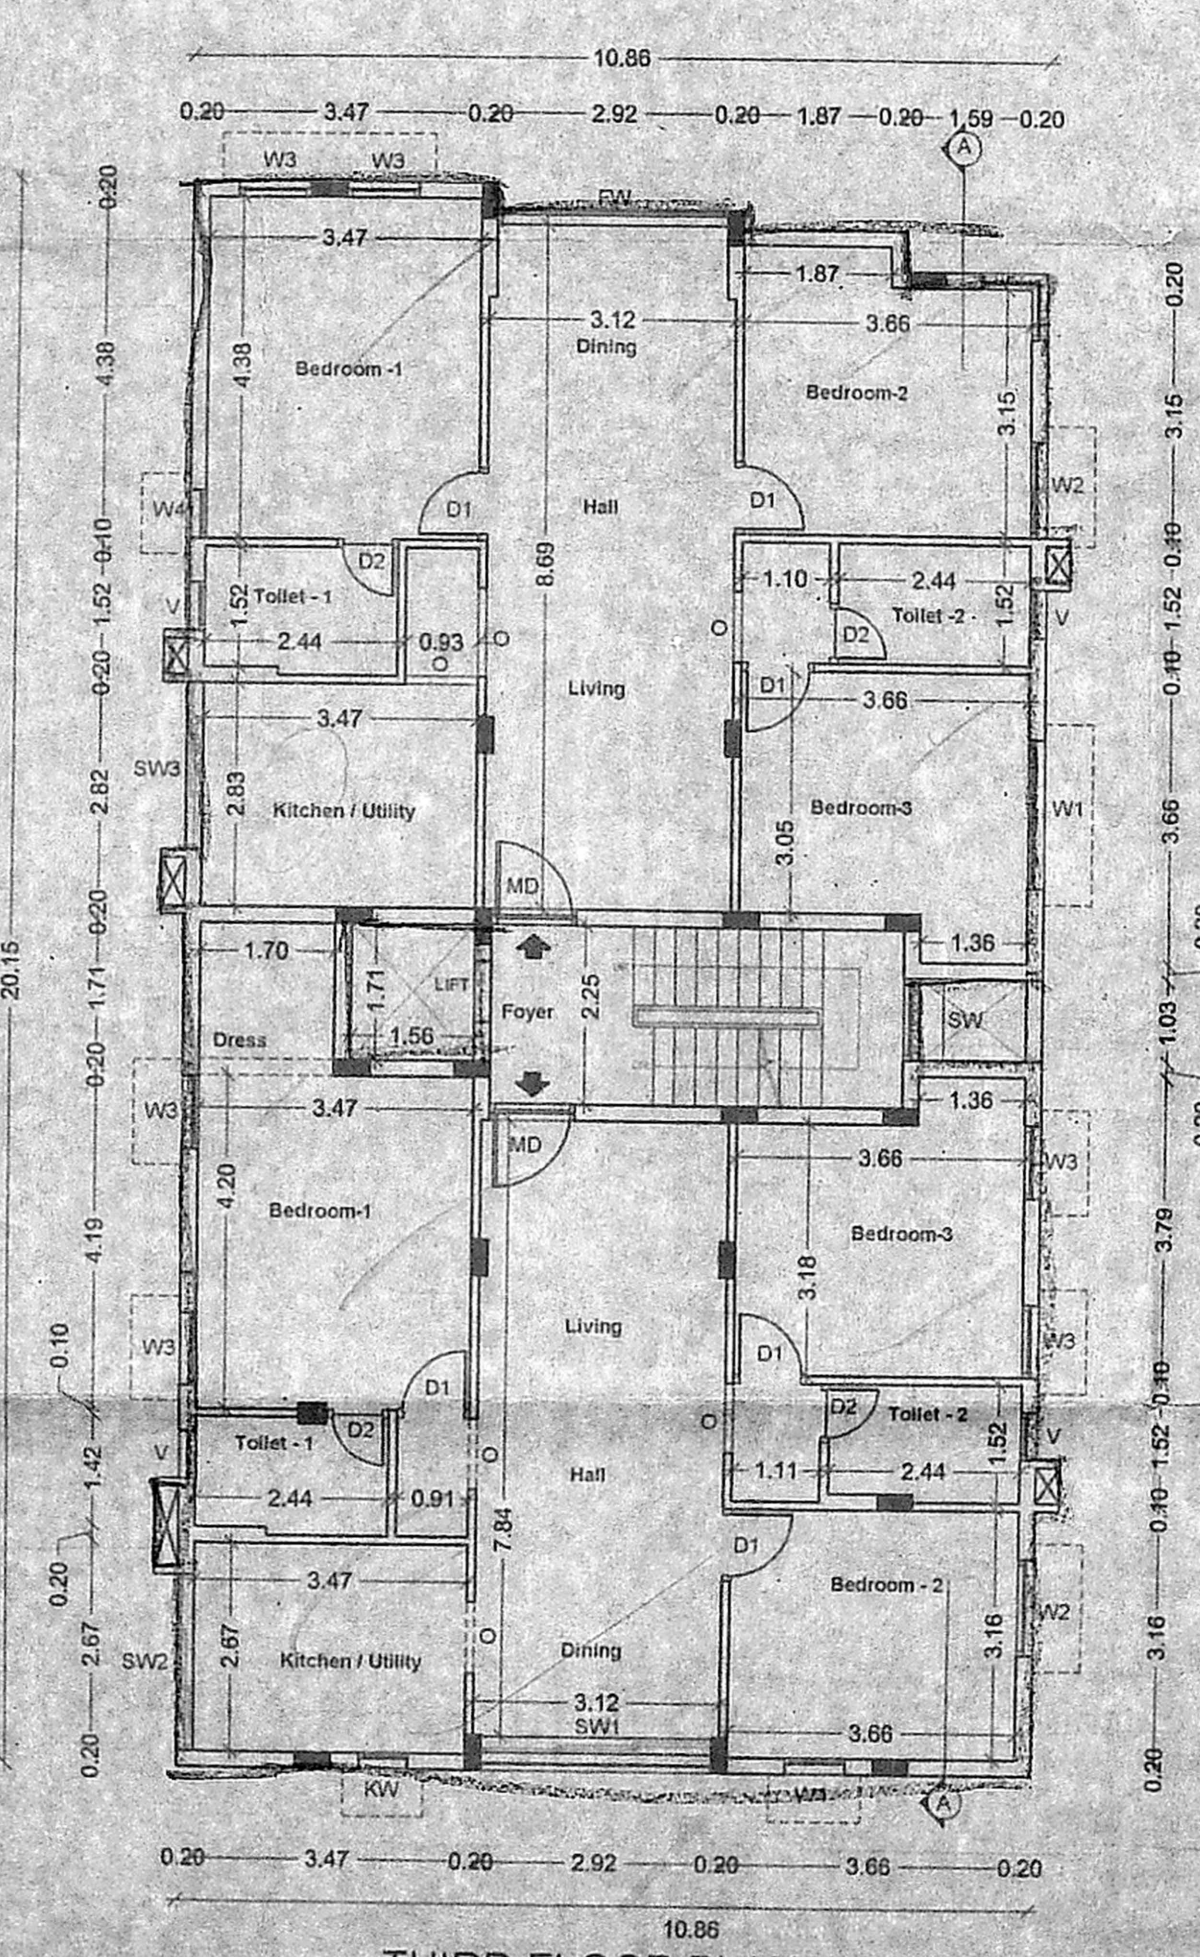 10.86
0.20 3.47 0.20 2.92 0.20 1.87 0.20 1.59 0.20
A
W3 W3
FW
0.20
3.47
1.87
0.20
3.12
3.66
Dining
4.38
4.38
Bedroom -1
Bedroom-2
3.15
3.15
W4
D1
Hall
D1
W2
0.10
0.10
D2
8.69
1.10
2.44
1.52
V
Toilet - 1
1.52
Toilet -2
1.52
1.52
V
2.44
0.93
O
O
O
D2
0.20
0.10
Living
D1
3.47
3.66
SW3
2.82
2.83
Kitchen / Utility
Bedroom-3
W1
3.66
3.05
MD
0.20
20.15
1.70
1.71
1.71
LIFT
1.56
Foyer
2.25
1.36
SW
1.03
Dress
0.20
W3
3.47
MD
1.36
3.66
W3
4.20
Bedroom-1
4.19
Bedroom-3
3.79
3.18
Living
W3
W3
0.10
D1
D1
0.10
D2
D2
V
Toilet - 1
O
O
Toilet - 2
1.52
V
1.52
1.42
2.44
0.91
Hall
1.11
2.44
0.10
7.84
D1
0.20
3.47
Bedroom - 2
W2
SW2
2.67
2.67
Kitchen / Utility
O
Dining
3.16
3.16
3.12
SW1
3.66
0.20
0.20
KW
A
0.20 3.47 0.20 2.92 0.20 3.66 0.20
10.86